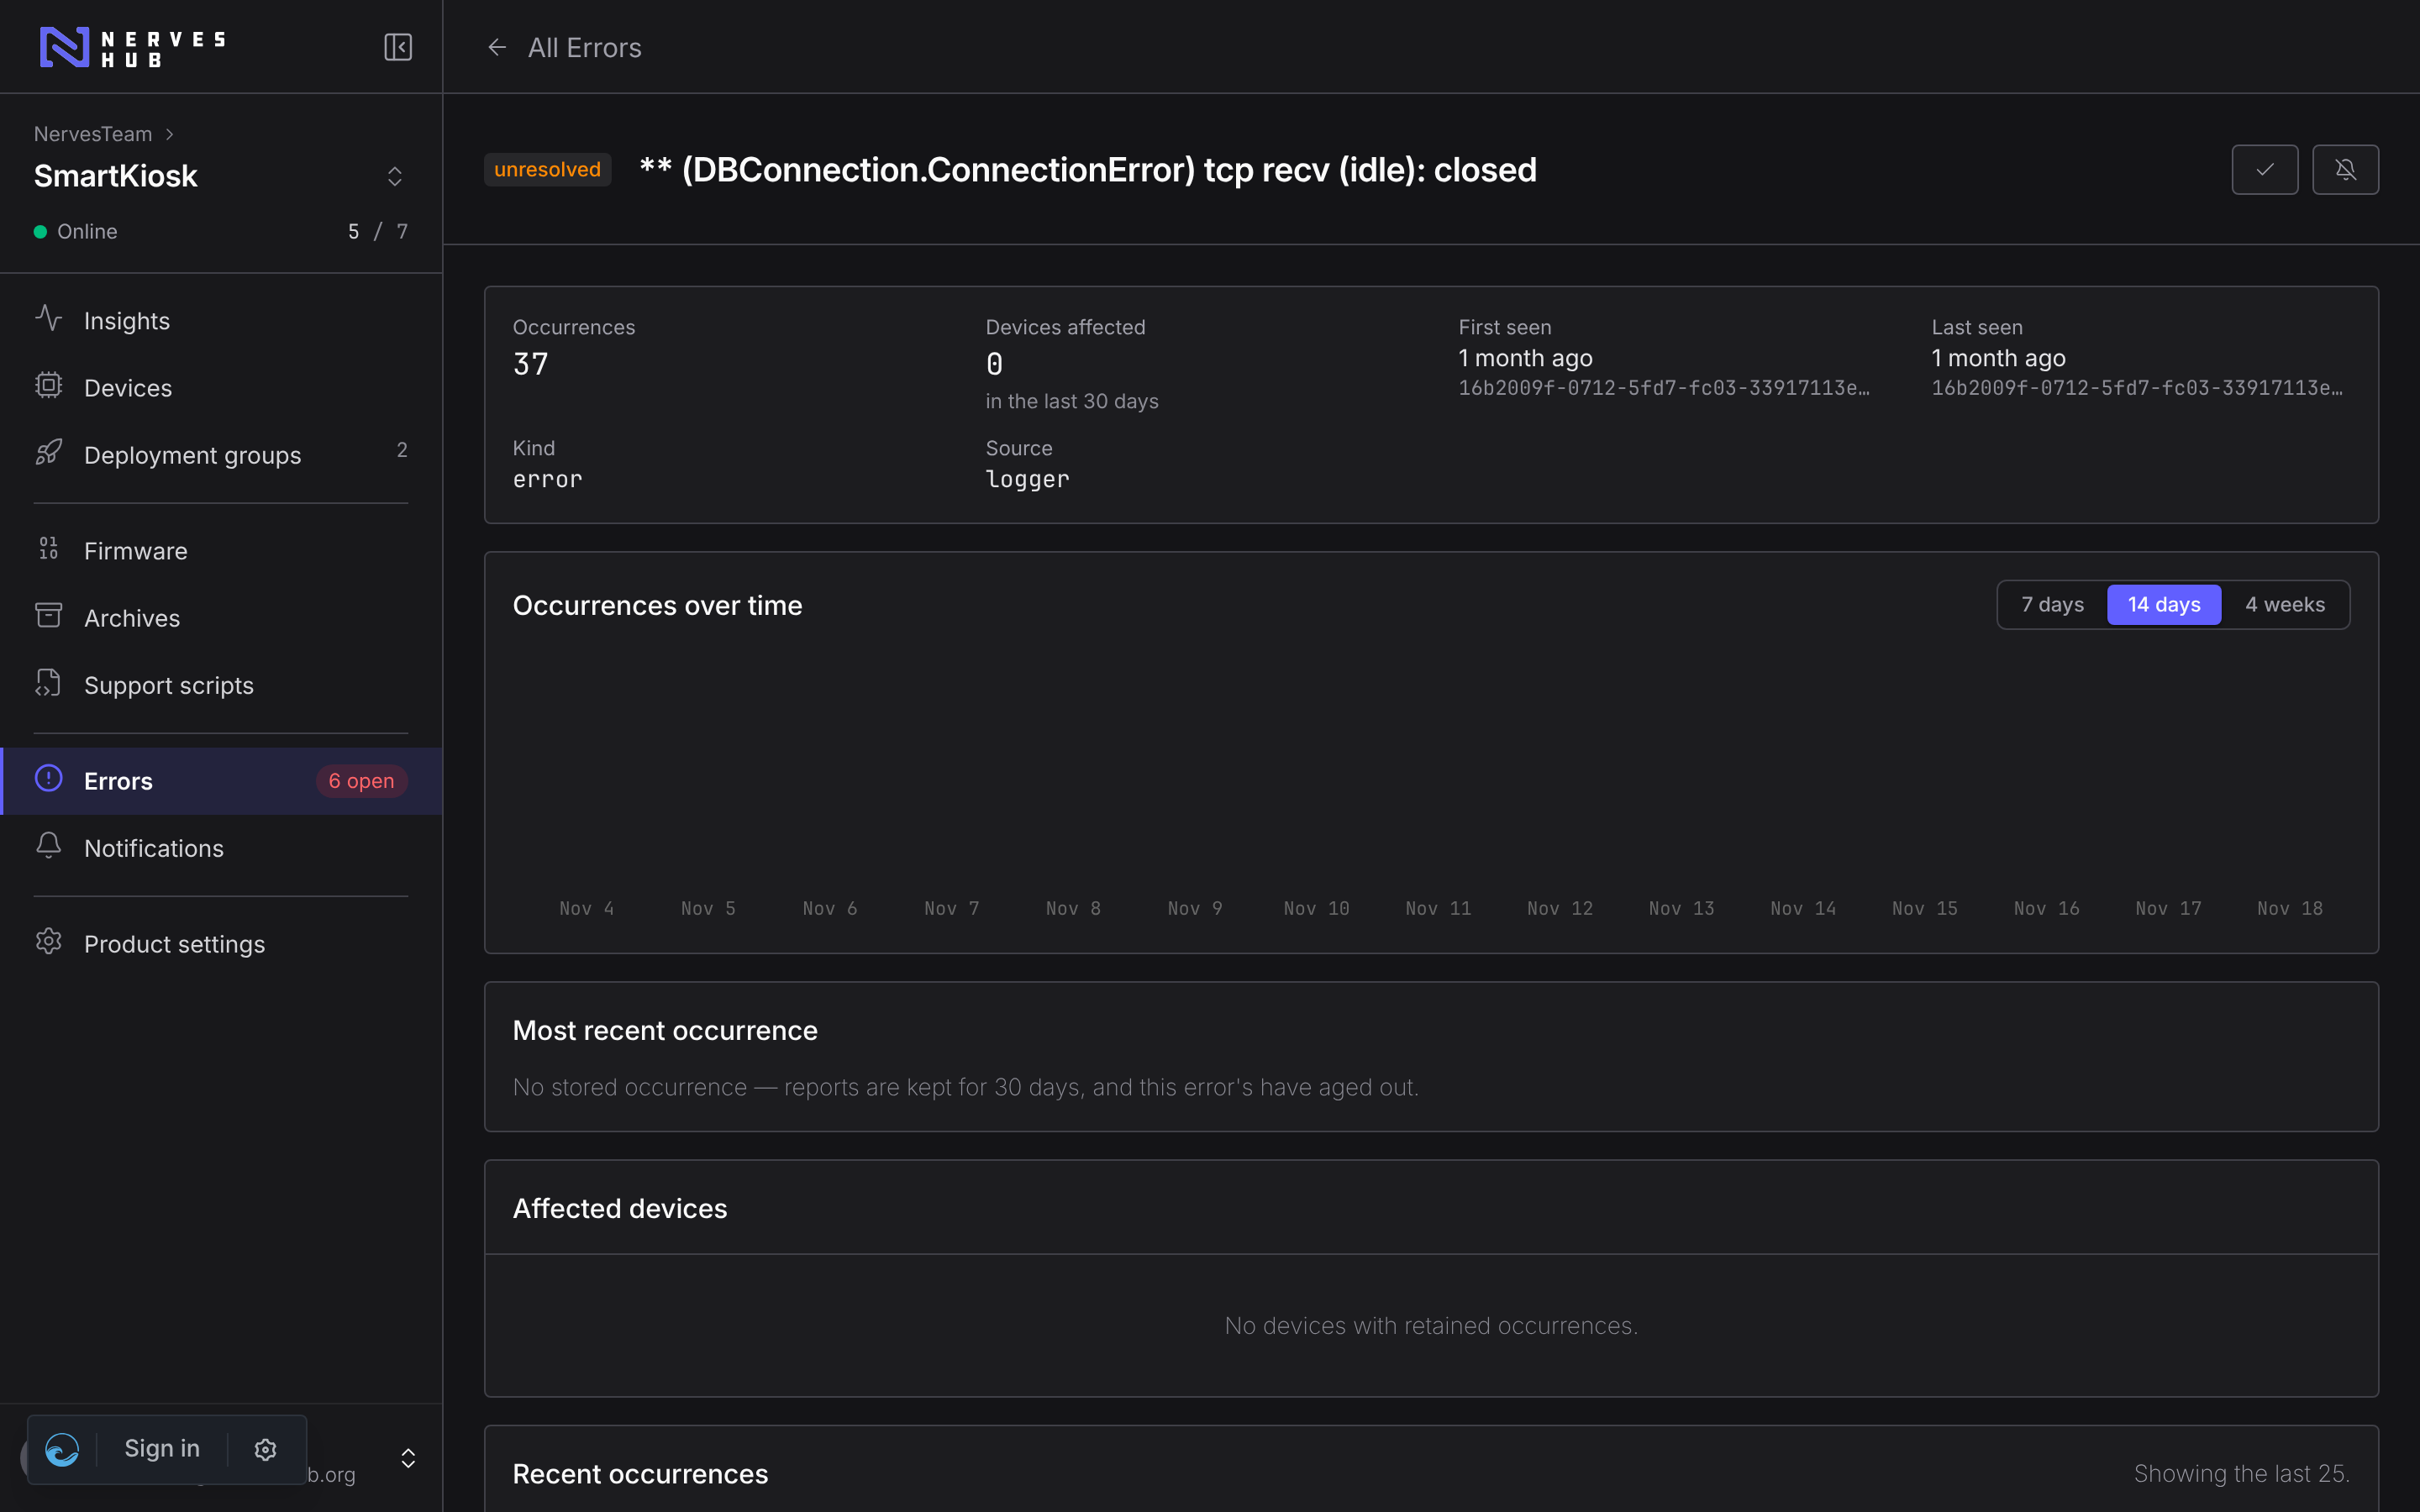 NERVES
HUB
All Errors
NervesTeam
SmartKiosk
Online 5 / 7
unresolved ** (DBConnection.ConnectionError) tcp recv (idle): closed
Insights
Devices
Deployment groups 2
Firmware
Archives
Support scripts
Errors 6 open
Notifications
Product settings
Occurrences
37
Devices affected
0
in the last 30 days
First seen
1 month ago
16b2009f-0712-5fd7-fc03-33917113e…
Last seen
1 month ago
16b2009f-0712-5fd7-fc03-33917113e…
Kind
error
Source
logger
Occurrences over time
7 days 14 days 4 weeks
Nov 4 Nov 5 Nov 6 Nov 7 Nov 8 Nov 9 Nov 10 Nov 11 Nov 12 Nov 13 Nov 14 Nov 15 Nov 16 Nov 17 Nov 18
Most recent occurrence
No stored occurrence — reports are kept for 30 days, and this error's have aged out.
Affected devices
No devices with retained occurrences.
Recent occurrences
Showing the last 25.
Sign in
b.org